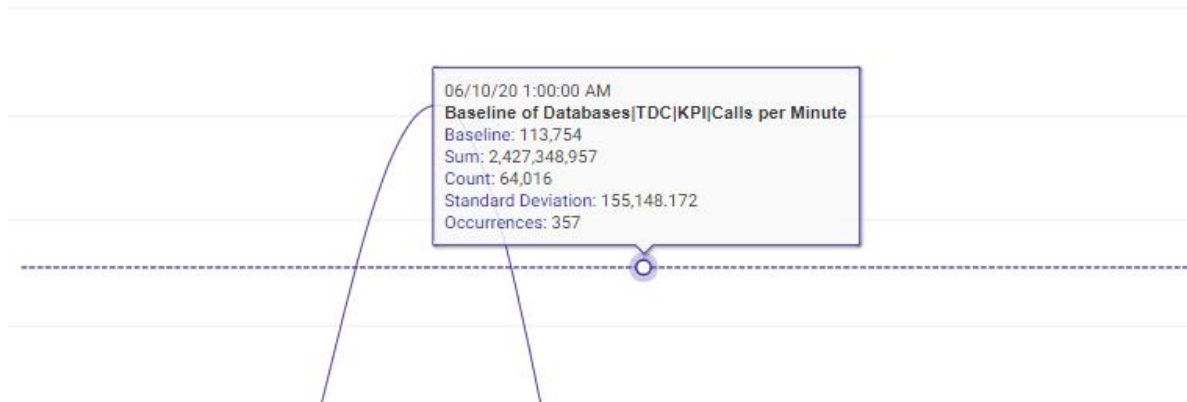 06/10/20 1:00:00 AM
Baseline of Databases|TDC|KPI|Calls per Minute
Baseline: 113,754
Sum: 2,427,348,957
Count: 64,016
Standard Deviation: 155,148.172
Occurrences: 357